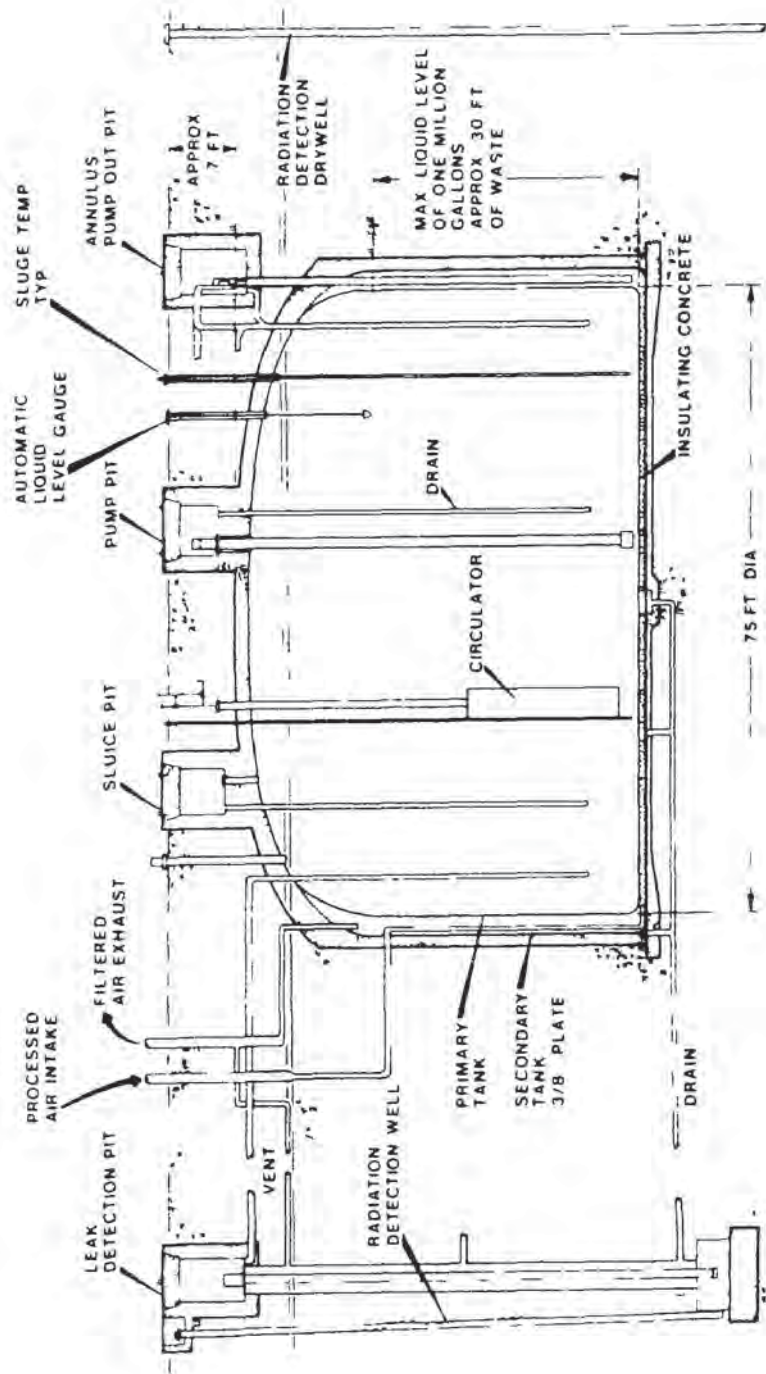 LEAK
DETECTION PIT
PROCESSED
AIR INTAKE
FILTERED
AIR EXHAUST
SLUICE PIT
PUMP PIT
AUTOMATIC
LIQUID
LEVEL GAUGE
SLUGE TEMP
TYP
ANNULUS
PUMP OUT PIT
APPROX
7 FT
RADIATION
DETECTION
DRYWELL
VENT
RADIATION
DETECTION WELL
CIRCULATOR
DRAIN
MAX LIQUID LEVEL
OF ONE MILLION
GALLONS
APPROX 30 FT
OF WASTE
PRIMARY
TANK
SECONDARY
TANK
3/8 PLATE
DRAIN
INSULATING CONCRETE
75 FT DIA